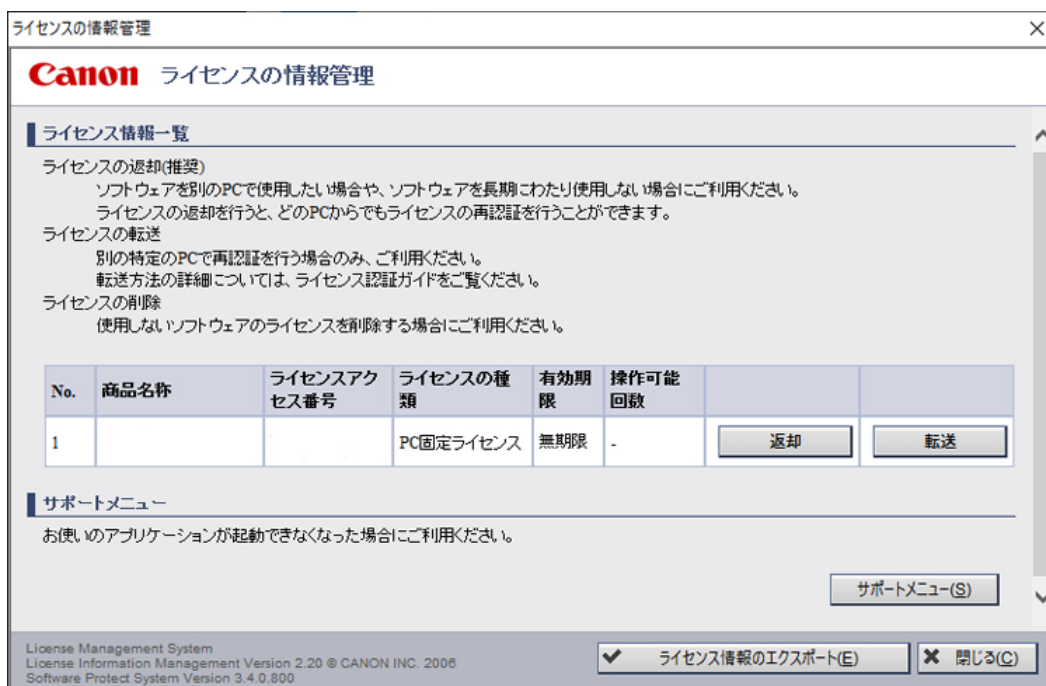 ライセンスの情報管理
Canon ライセンスの情報管理
ライセンス情報一覧
ライセンスの返却(推奨)
ソフトウェアを別のPCで使用したい場合や、ソフトウェアを長期にわたり使用しない場合にご利用ください。
ライセンスの返却を行うと、どのPCからでもライセンスの再認証を行うことができます。
ライセンスの転送
別の特定のPCで再認証を行う場合のみ、ご利用ください。
転送方法の詳細については、ライセンス認証ガイドをご覧ください。
ライセンスの削除
使用しないソフトウェアのライセンスを削除する場合にご利用ください。
No. 商品名称 ライセンスアクセス番号 ライセンスの種類 有効期限 操作可能回数
1 PC固定ライセンス 無期限 - 返却 転送
サポートメニュー
お使いのアプリケーションが起動できなくなった場合にご利用ください。
サポートメニュー(S)
License Management System
License Information Management Version 2.20 © CANON INC. 2006
Software Protect System Version 3.4.0.800
ライセンス情報のエクスポート(E) 閉じる(C)